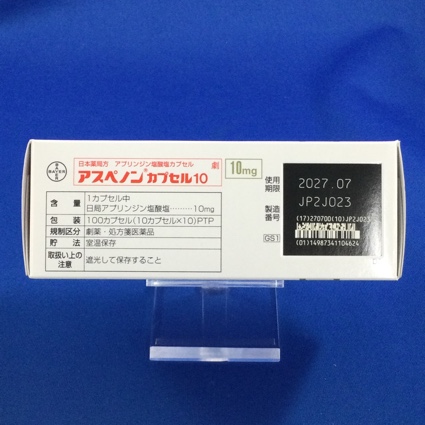 日本薬局方 アプリンジン塩酸塩カプセル
劇
アスペノン®カプセル10
10mg
BAYER
含量
1カプセル中
日局アプリンジン塩酸塩………10mg
包装
100カプセル(10カプセル×10)PTP
規制区分
劇薬・処方箋医薬品
貯法
室温保存
取扱い上の注意
遮光して保存すること
使用期限
2027.07
製造番号
JP2J023
(17)270700(10)JP2J023
GS1
(01)14987341104624